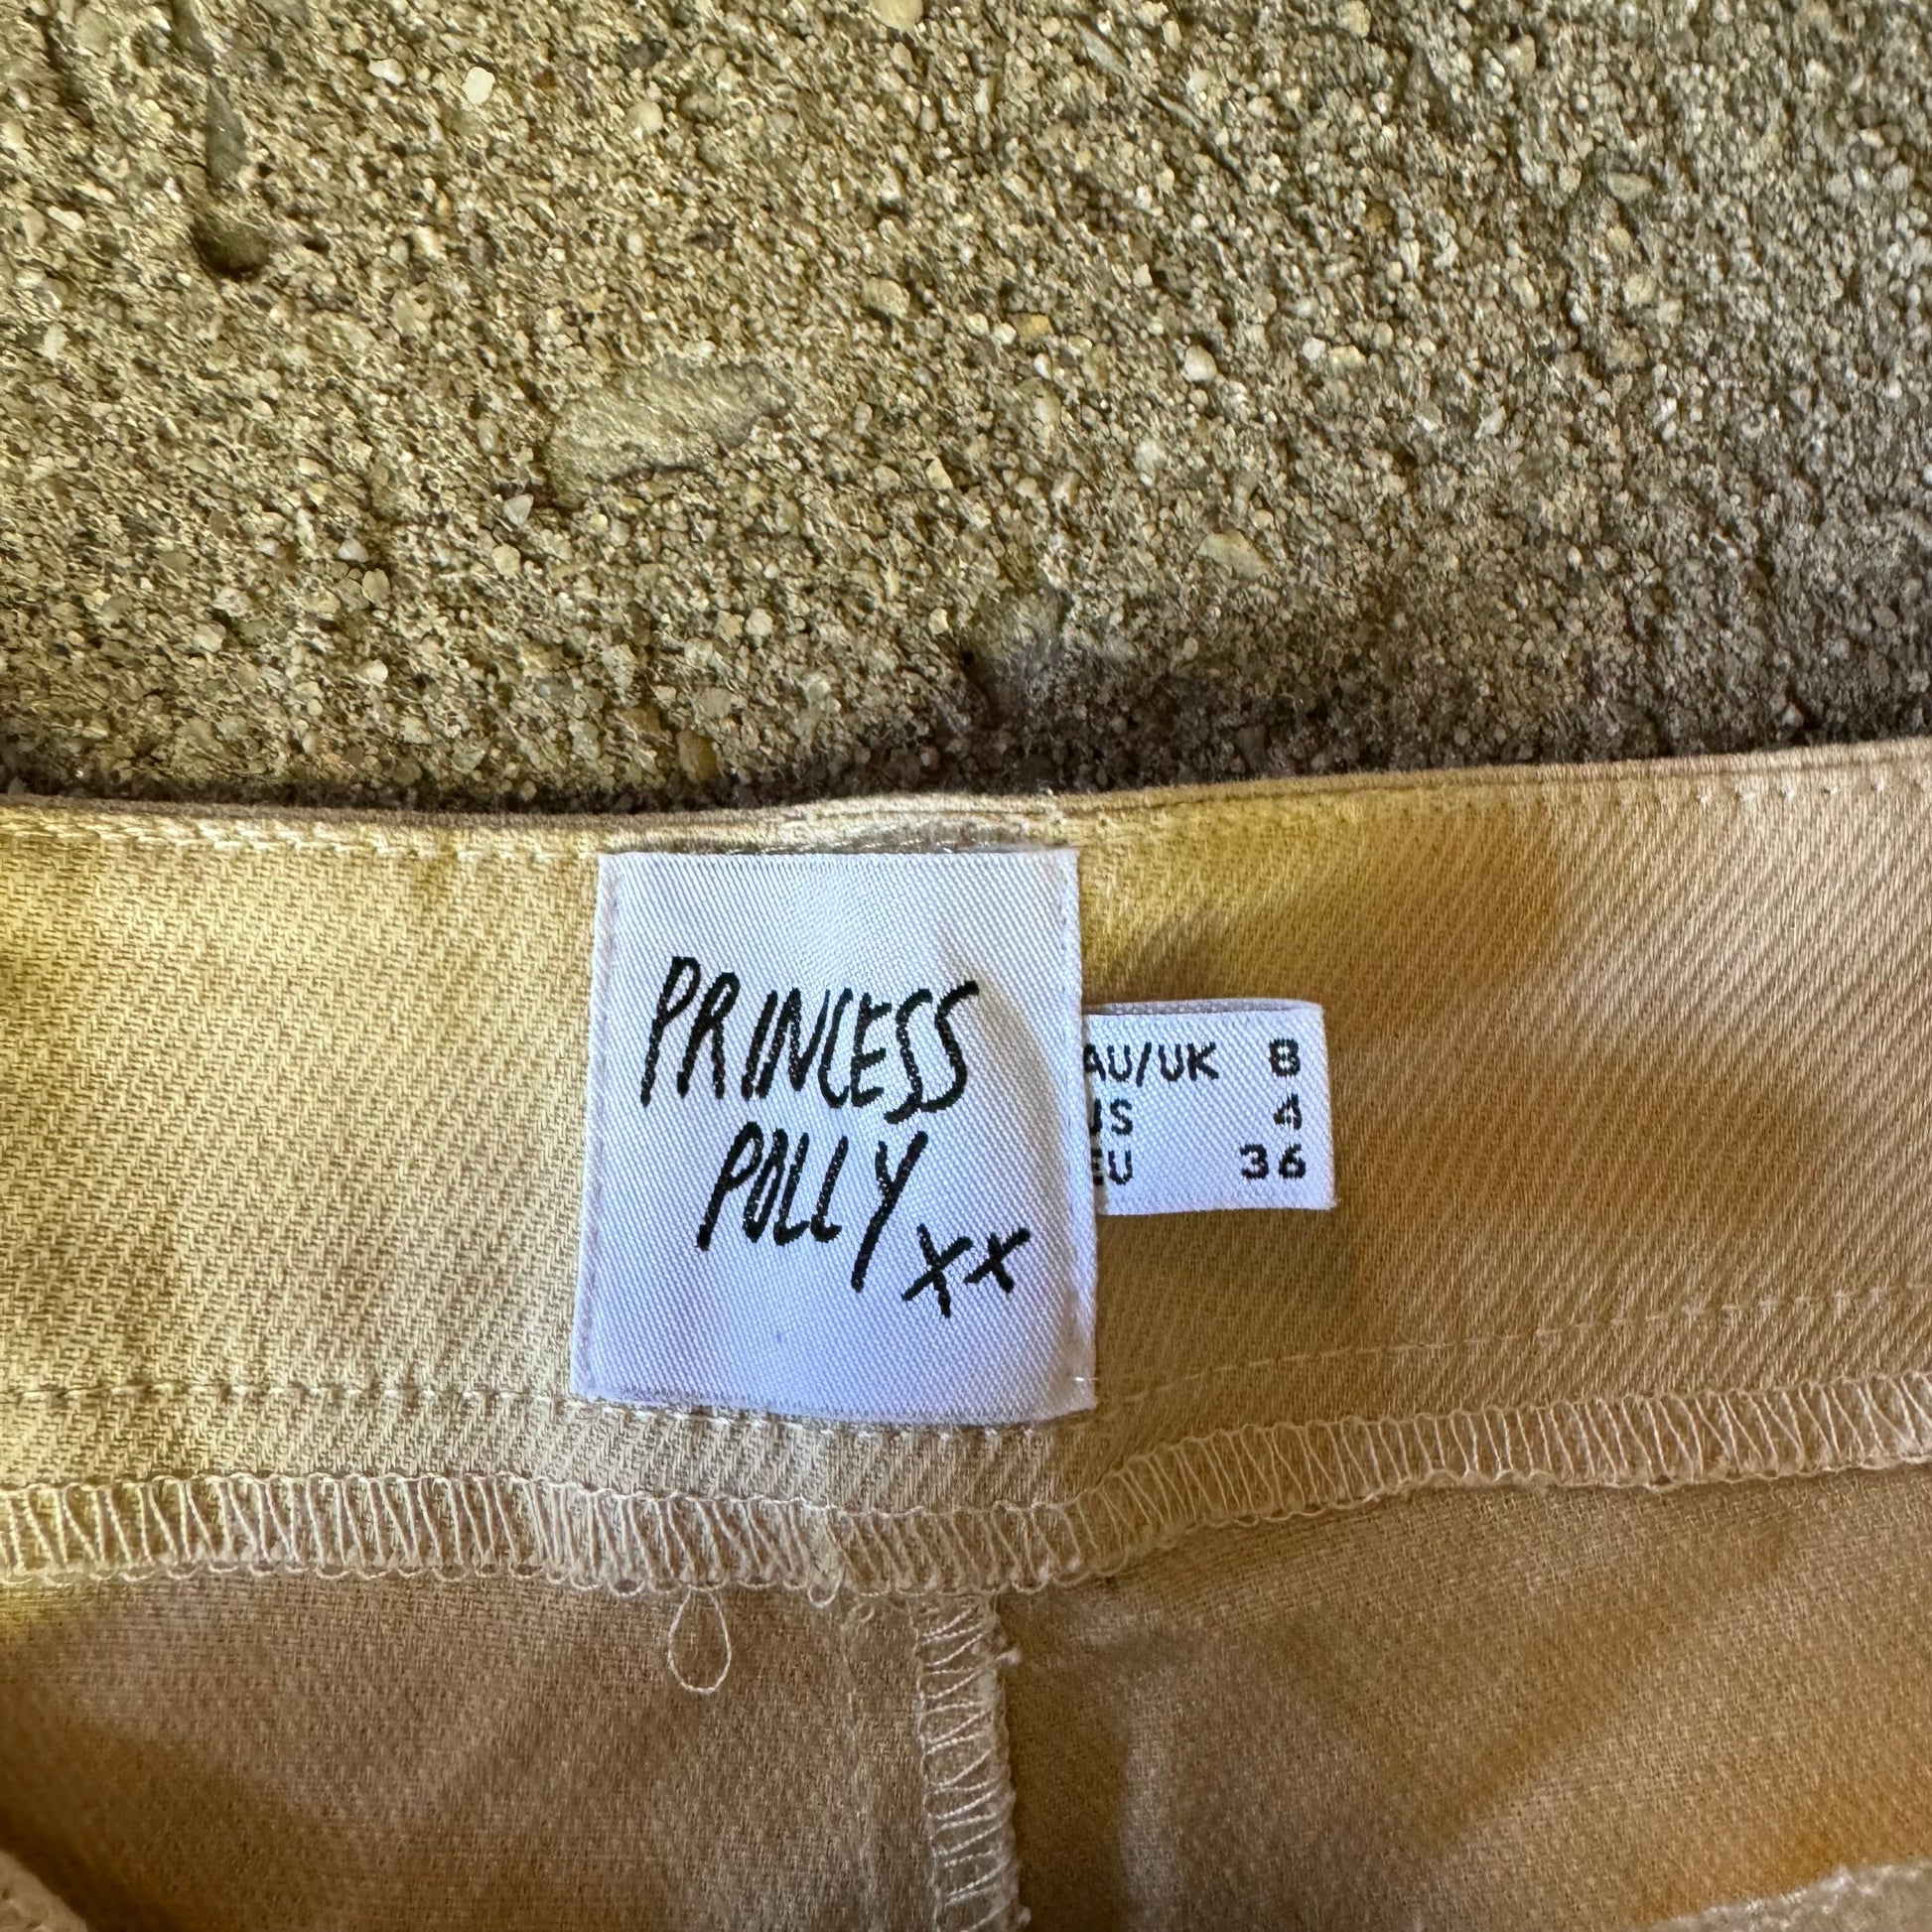 PRINCESS
POLLY
XX
AU/UK 8
US 4
EU 36